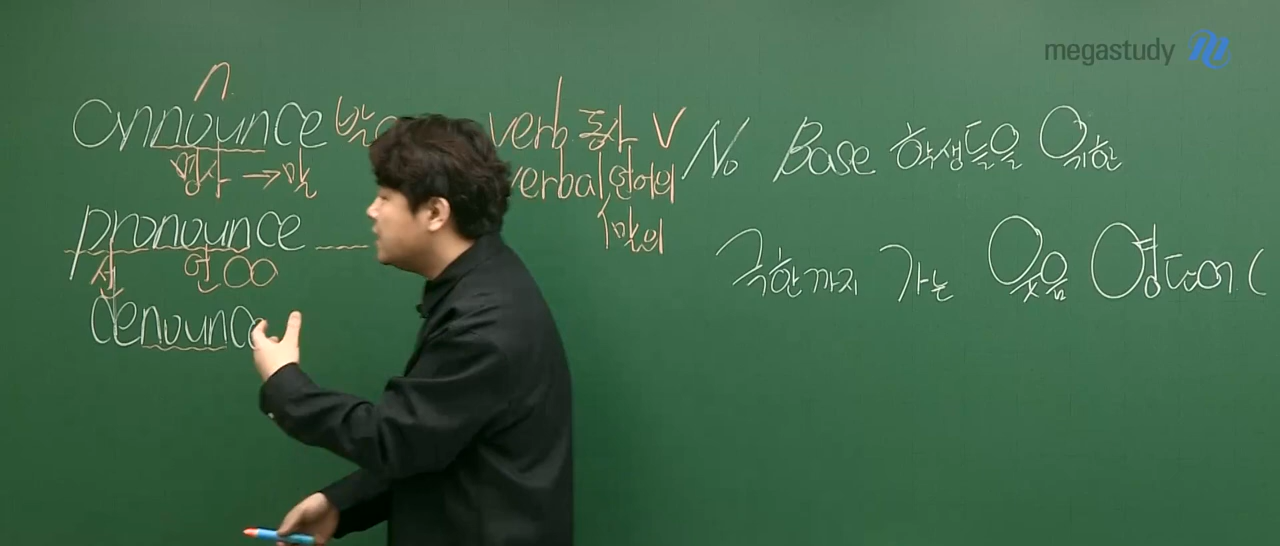 megastudy
n.
announce
verb 동사 V
명사 → 말
verbal 언어의
말의
pronounce
언
denounce
No Base 학생들을 위한
극한까지 가는 웃음 영단어 (